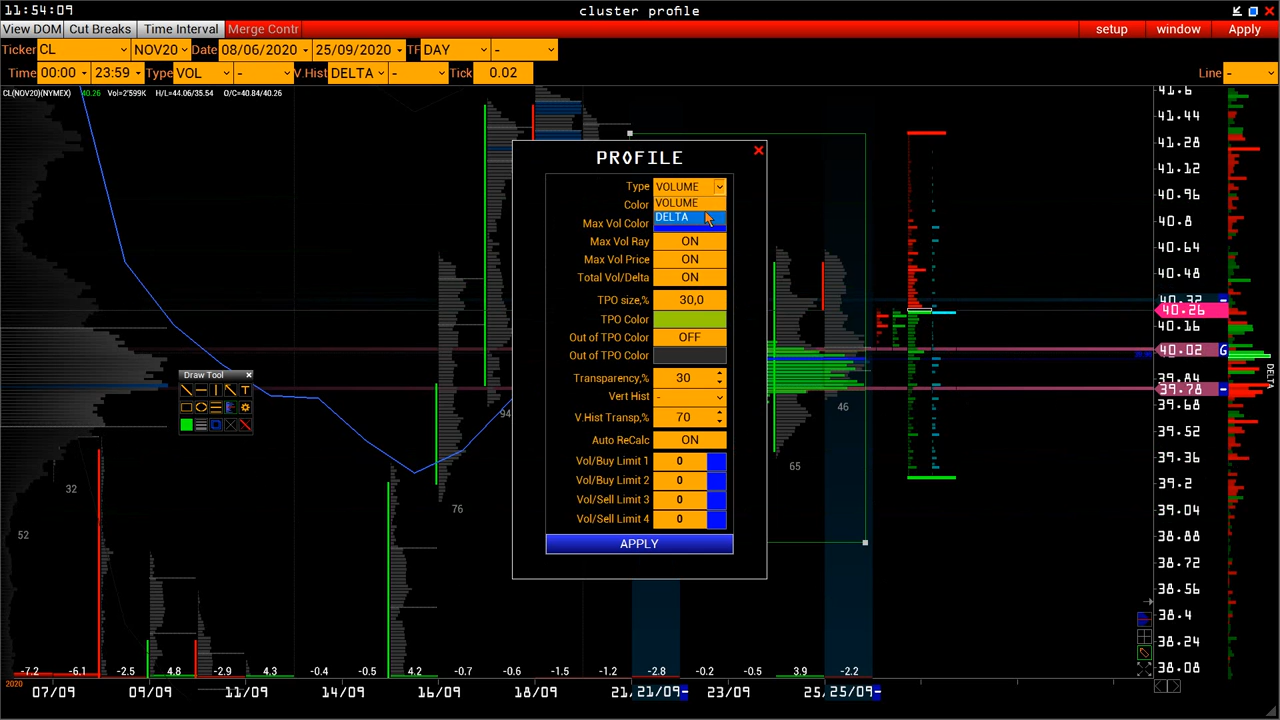 11:54:09
cluster profile
View DOM Cut Breaks Time Interval Merge Contr setup window Apply
Ticker CL NOV20 Date 08/06/2020 25/09/2020 TF DAY -
Time 00:00 23:59 Type VOL - V.Hist DELTA - Tick 0.02 Line -
CL(NOV20)(NYMEX) 40.26 Vol=2'599K H/L=44.06/35.54 O/C=40.84/40.26
PROFILE
Type VOLUME
Color VOLUME
DELTA
Max Vol Color
Max Vol Ray ON
Max Vol Price ON
Total Vol/Delta ON
TPO size,% 30,0
TPO Color
Out of TPO Color OFF
Out of TPO Color
Transparency,% 30
Vert Hist -
V.Hist Transp,% 70
Auto ReCalc ON
Vol/Buy Limit 1 0
Vol/Buy Limit 2 0
Vol/Sell Limit 3 0
Vol/Sell Limit 4 0
APPLY
Draw Tool
T
32
52
94
76
46
65
41.6
41.44
41.28
41.12
40.96
40.8
40.64
40.48
40.32
40.26
40.16
40.02 G
39.84
39.78
39.68
39.52
39.36
39.2
39.04
38.88
38.72
38.56
38.4
38.24
38.08
DELTA
-7.2 -6.1 -2.5 4.8 -2.9 4.3 -0.4 -0.5 4.2 -0.7 -0.6 -1.5 -1.2 -2.8 -0.2 -0.5 3.9 -2.2
2020 07/09 09/09 11/09 14/09 16/09 18/09 21/ 21/09 23/09 25/ 25/09